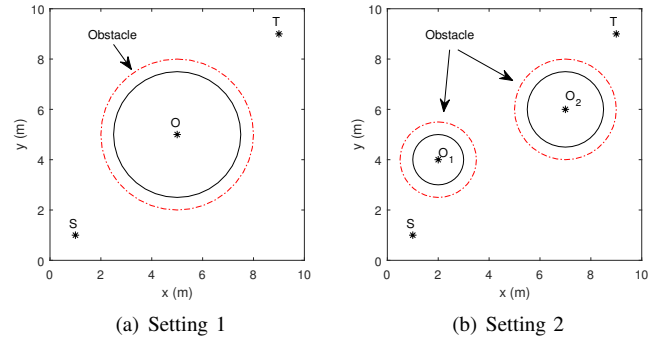 10
8
6
4
2
0
y (m)
0 2 4 6 8 10
x (m)
Obstacle
T
O
S
(a) Setting 1
10
8
6
4
2
0
y (m)
0 2 4 6 8 10
x (m)
Obstacle
T
O2
O1
S
(b) Setting 2